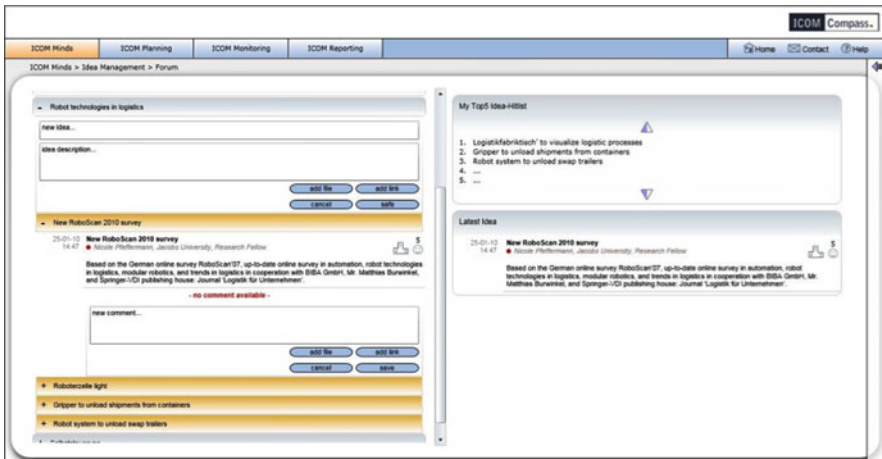 ICOM Compass.
ICOM Minds ICOM Planning ICOM Monitoring ICOM Reporting Home Contact Help
ICOM Minds > Idea Management > Forum
- Robot technologies in logistics
new idea...
idea description...
add file add link
cancel safe
- New RoboScan 2010 survey
25-01-10 New RoboScan 2010 survey 5
14:47 Nicole Pfeffermann, Jacobs University, Research Fellow
Based on the German online survey RoboScan'07, up-to-date online survey in automation, robot technologies
in logistics, modular robotics, and trends in logistics in cooperation with BIBA GmbH, Mr. Matthias Burwinkel,
and Springer-VDI publishing house: Journal 'Logistik für Unternehmen'.
- no comment available -
new comment...
add file add link
cancel save
+ Roboterzelle light
+ Gripper to unload shipments from containers
+ Robot system to unload swap trailers
My Top5 Idea-Hitlist
1. Logistikfabriktisch' to visualize logistic processes
2. Gripper to unload shipments from containers
3. Robot system to unload swap trailers
4. ...
5. ...
Latest Idea
25-01-10 New RoboScan 2010 survey 5
14:47 Nicole Pfeffermann, Jacobs University, Research Fellow
Based on the German online survey RoboScan'07, up-to-date online survey in automation, robot
technologies in logistics, modular robotics, and trends in logistics in cooperation with BIBA GmbH, Mr.
Matthias Burwinkel, and Springer-VDI publishing house: Journal 'Logistik für Unternehmen'.